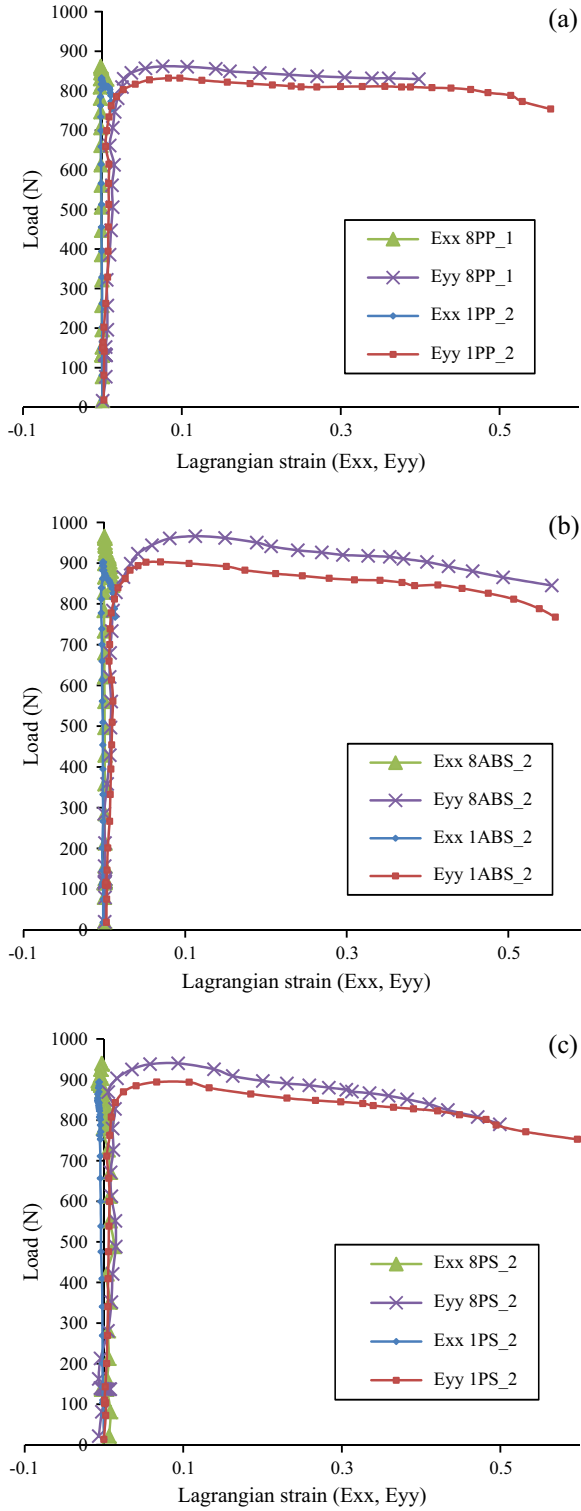 (a)
1000
900
800
700
600
500
400
300
200
100
0
Load (N)
Exx 8PP_1
Eyy 8PP_1
Exx 1PP_2
Eyy 1PP_2
-0.1
0.1
0.3
0.5
Lagrangian strain (Exx, Eyy)
(b)
1000
900
800
700
600
500
400
300
200
100
0
Load (N)
Exx 8ABS_2
Eyy 8ABS_2
Exx 1ABS_2
Eyy 1ABS_2
-0.1
0.1
0.3
0.5
Lagrangian strain (Exx, Eyy)
(c)
1000
900
800
700
600
500
400
300
200
100
0
Load (N)
Exx 8PS_2
Eyy 8PS_2
Exx 1PS_2
Eyy 1PS_2
-0.1
0.1
0.3
0.5
Lagrangian strain (Exx, Eyy)